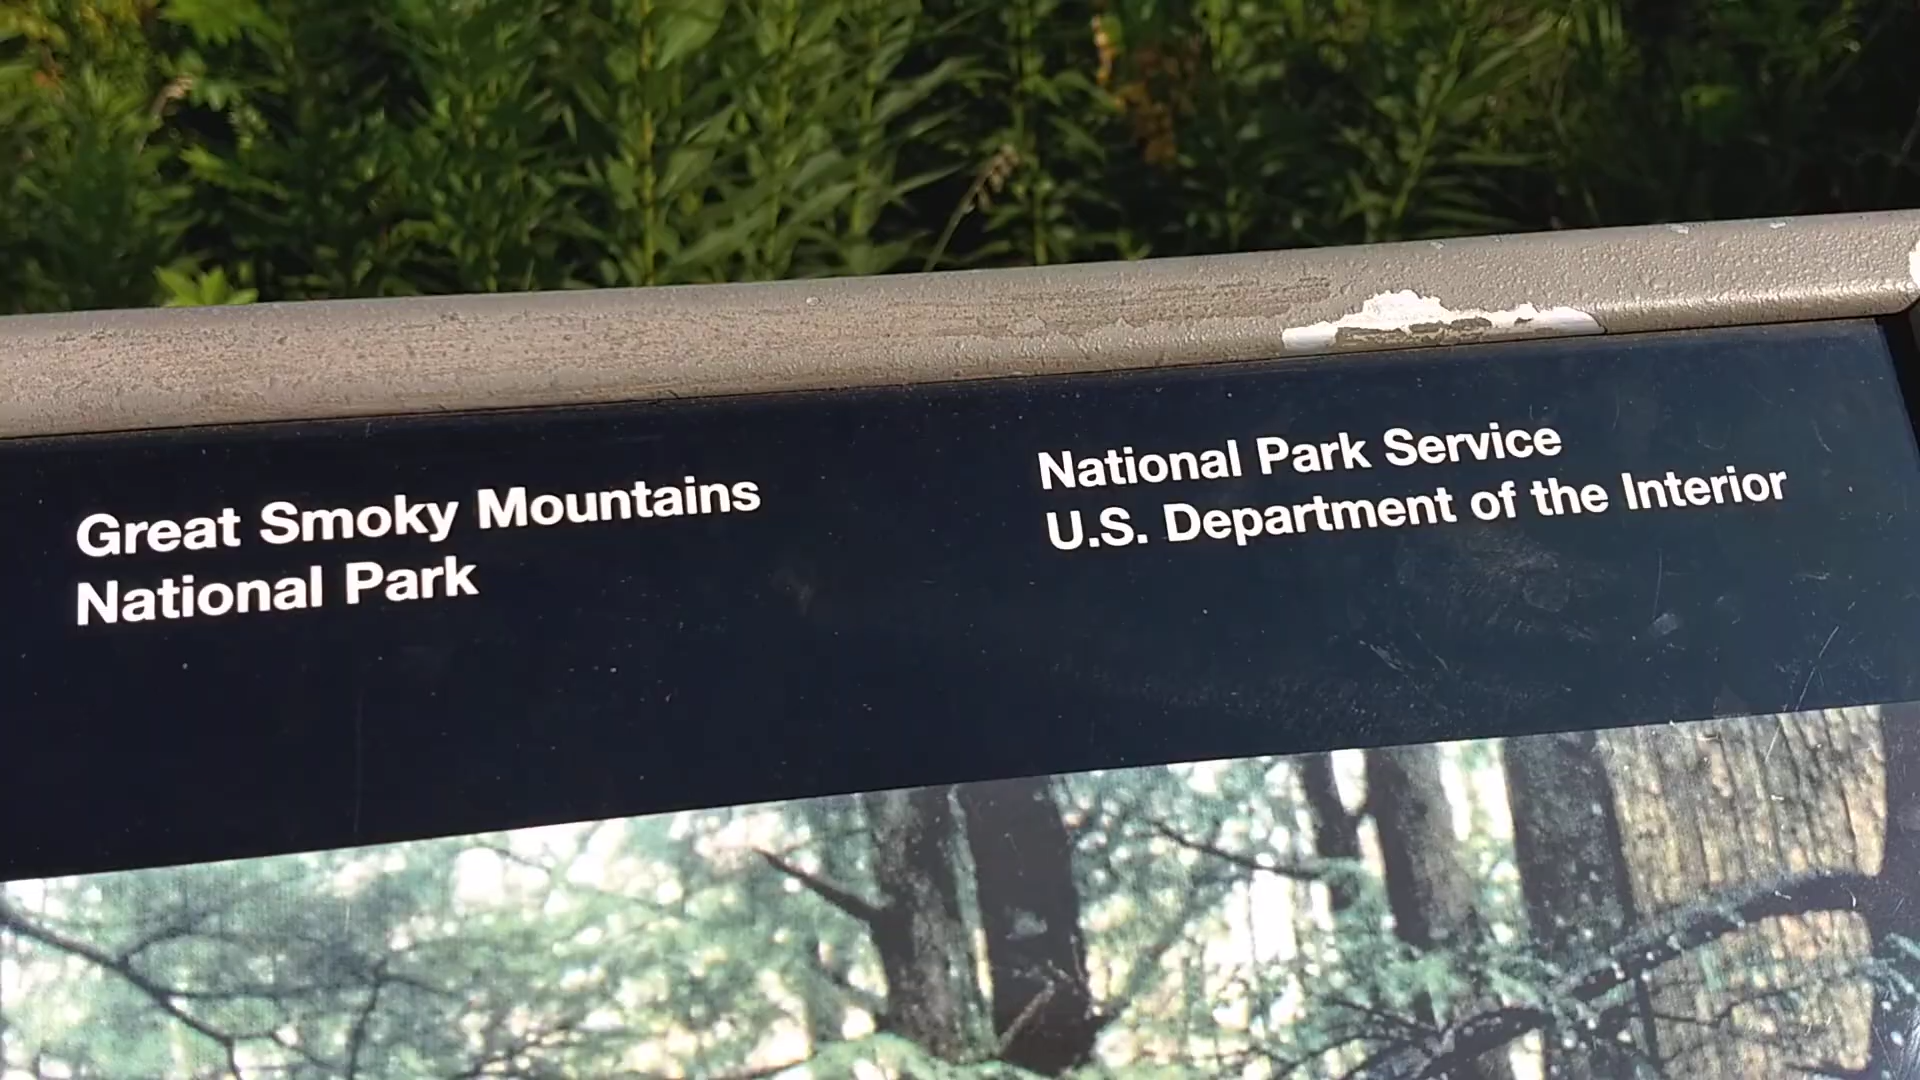 Great Smoky Mountains
National Park
National Park Service
U.S. Department of the Interior